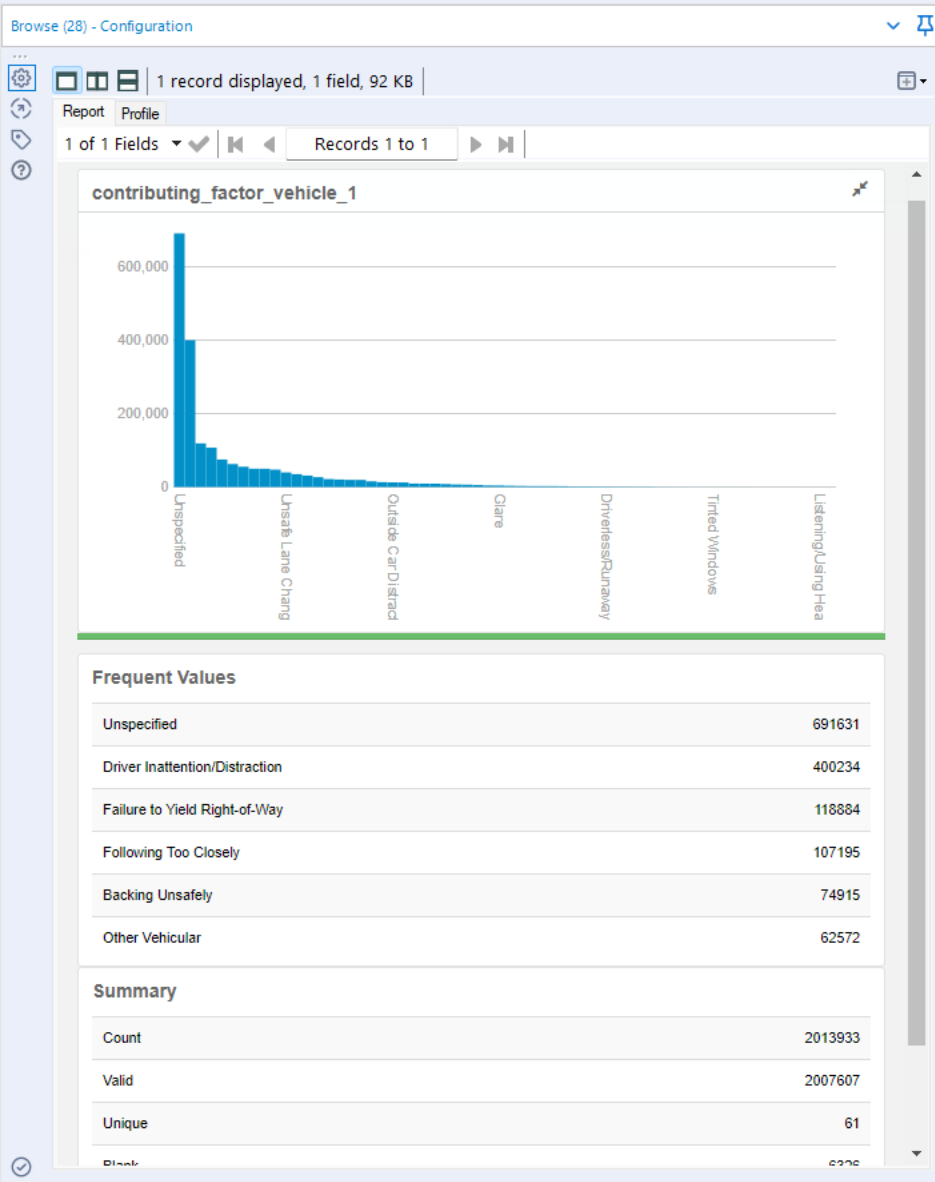 Browse (28) - Configuration
1 record displayed, 1 field, 92 KB
Report Profile
1 of 1 Fields Records 1 to 1
contributing_factor_vehicle_1
600,000
400,000
200,000
0
Unspecified
Unsafe Lane Chang
Outside Car Distract
Glare
Driverless/Runaway
Tinted Windows
Listening/Using Hea
Frequent Values
Unspecified 691631
Driver Inattention/Distraction 400234
Failure to Yield Right-of-Way 118884
Following Too Closely 107195
Backing Unsafely 74915
Other Vehicular 62572
Summary
Count 2013933
Valid 2007607
Unique 61
Blank 6326